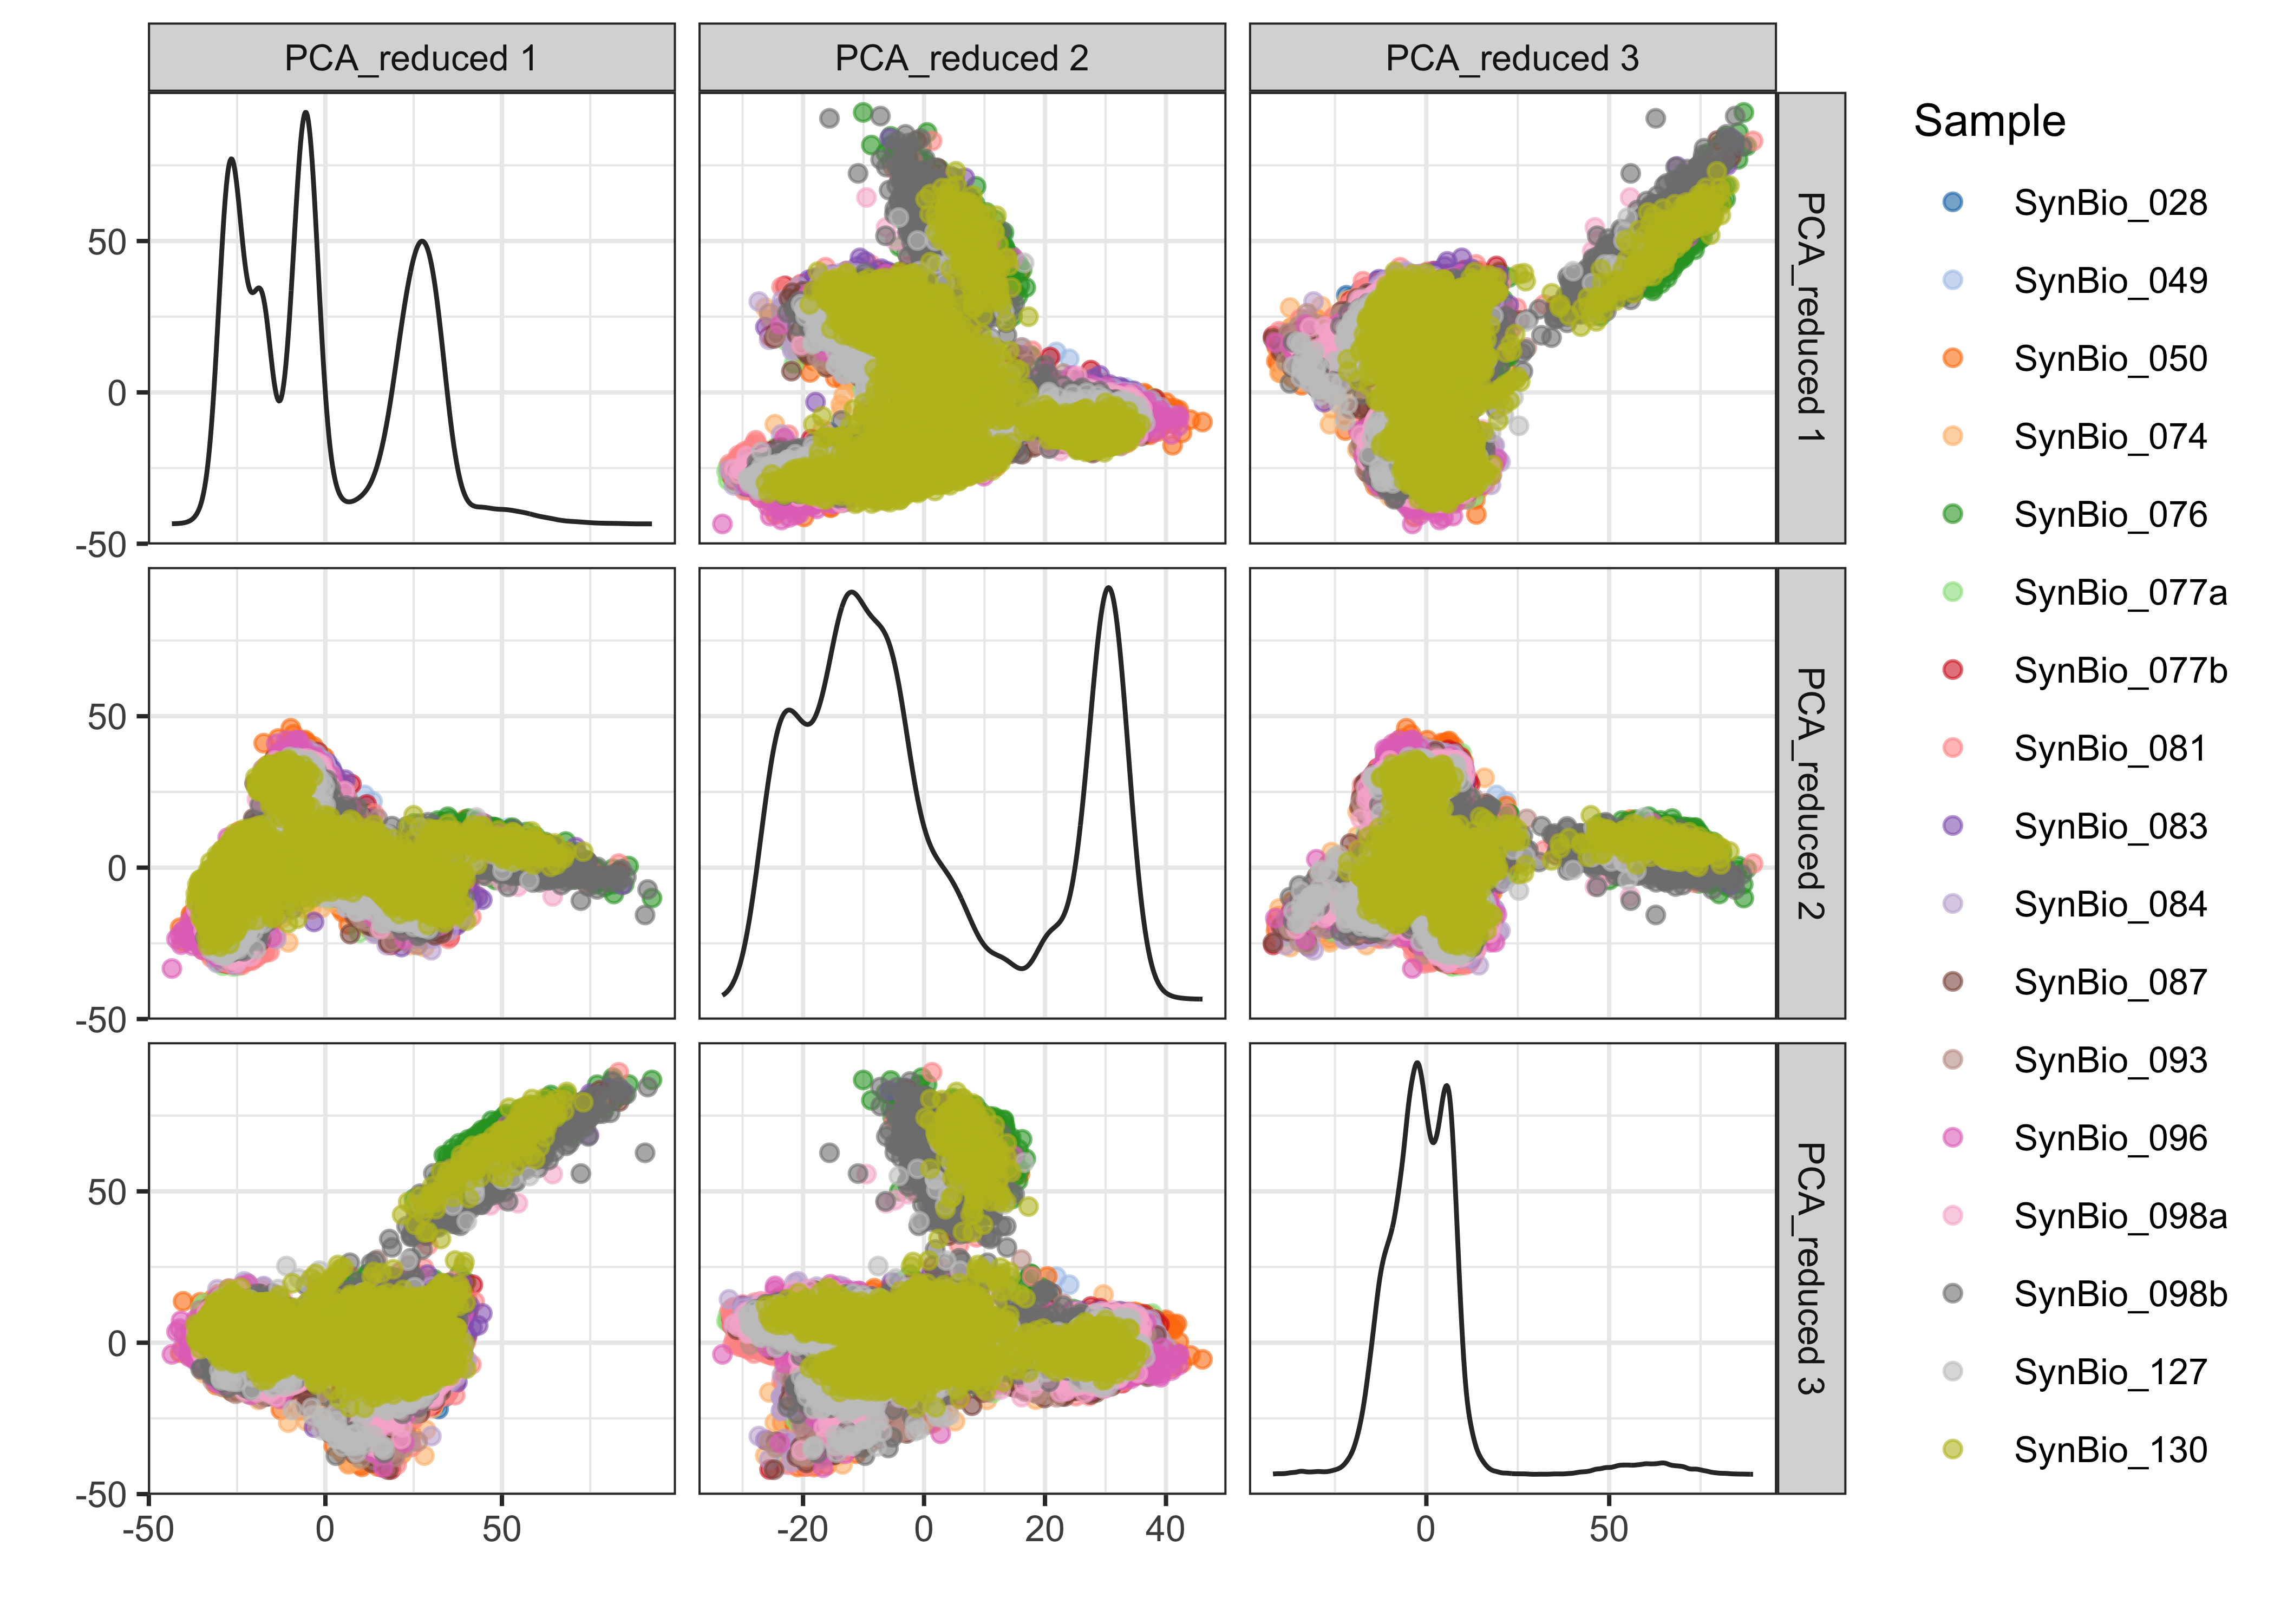 PCA_reduced 1
PCA_reduced 2
PCA_reduced 3
50
0
-50
PCA_reduced 1
50
0
-50
PCA_reduced 2
50
0
-50
PCA_reduced 3
-50
0
50
-20
0
20
40
0
50
Sample
SynBio_028
SynBio_049
SynBio_050
SynBio_074
SynBio_076
SynBio_077a
SynBio_077b
SynBio_081
SynBio_083
SynBio_084
SynBio_087
SynBio_093
SynBio_096
SynBio_098a
SynBio_098b
SynBio_127
SynBio_130